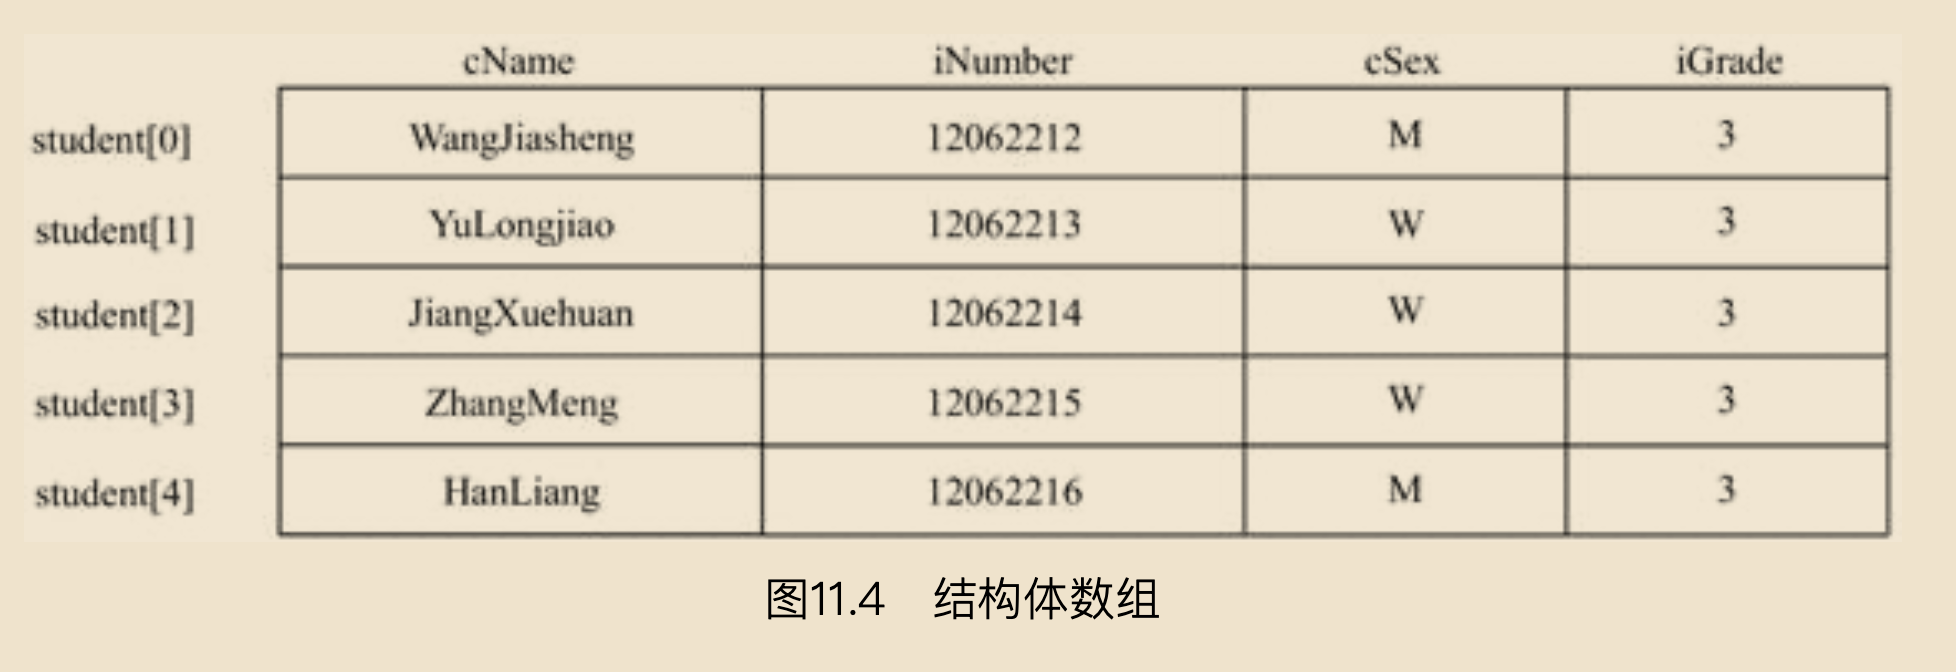 cName iNumber cSex iGrade
student[0] WangJiasheng 12062212 M 3
student[1] YuLongjiao 12062213 W 3
student[2] JiangXuehuan 12062214 W 3
student[3] ZhangMeng 12062215 W 3
student[4] HanLiang 12062216 M 3
图11.4 结构体数组